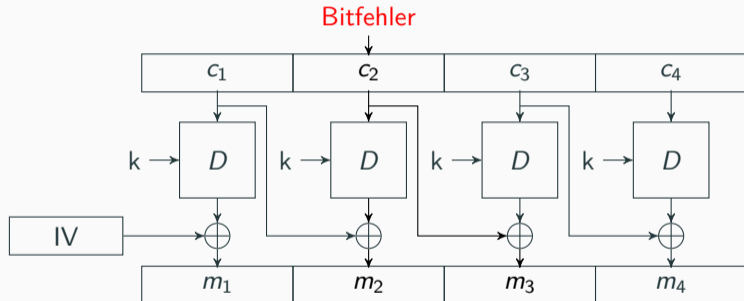 Bitfehler
c₁ c₂ c₃ c₄
k D k D k D k D
IV
m₁ m₂ m₃ m₄